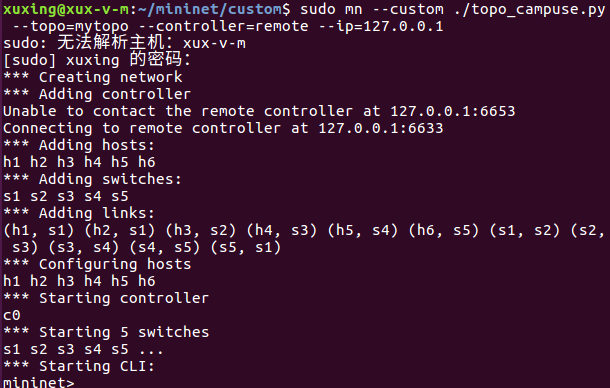 xuxing@xux-v-m:~/mininet/custom$ sudo mn --custom ./topo_campuse.py
 --topo=mytopo --controller=remote --ip=127.0.0.1
sudo: 无法解析主机：xux-v-m
[sudo] xuxing 的密码：
*** Creating network
*** Adding controller
Unable to contact the remote controller at 127.0.0.1:6653
Connecting to remote controller at 127.0.0.1:6633
*** Adding hosts:
h1 h2 h3 h4 h5 h6
*** Adding switches:
s1 s2 s3 s4 s5
*** Adding links:
(h1, s1) (h2, s1) (h3, s2) (h4, s3) (h5, s4) (h6, s5) (s1, s2) (s2,
 s3) (s3, s4) (s4, s5) (s5, s1)
*** Configuring hosts
h1 h2 h3 h4 h5 h6
*** Starting controller
c0
*** Starting 5 switches
s1 s2 s3 s4 s5 ...
*** Starting CLI:
mininet>